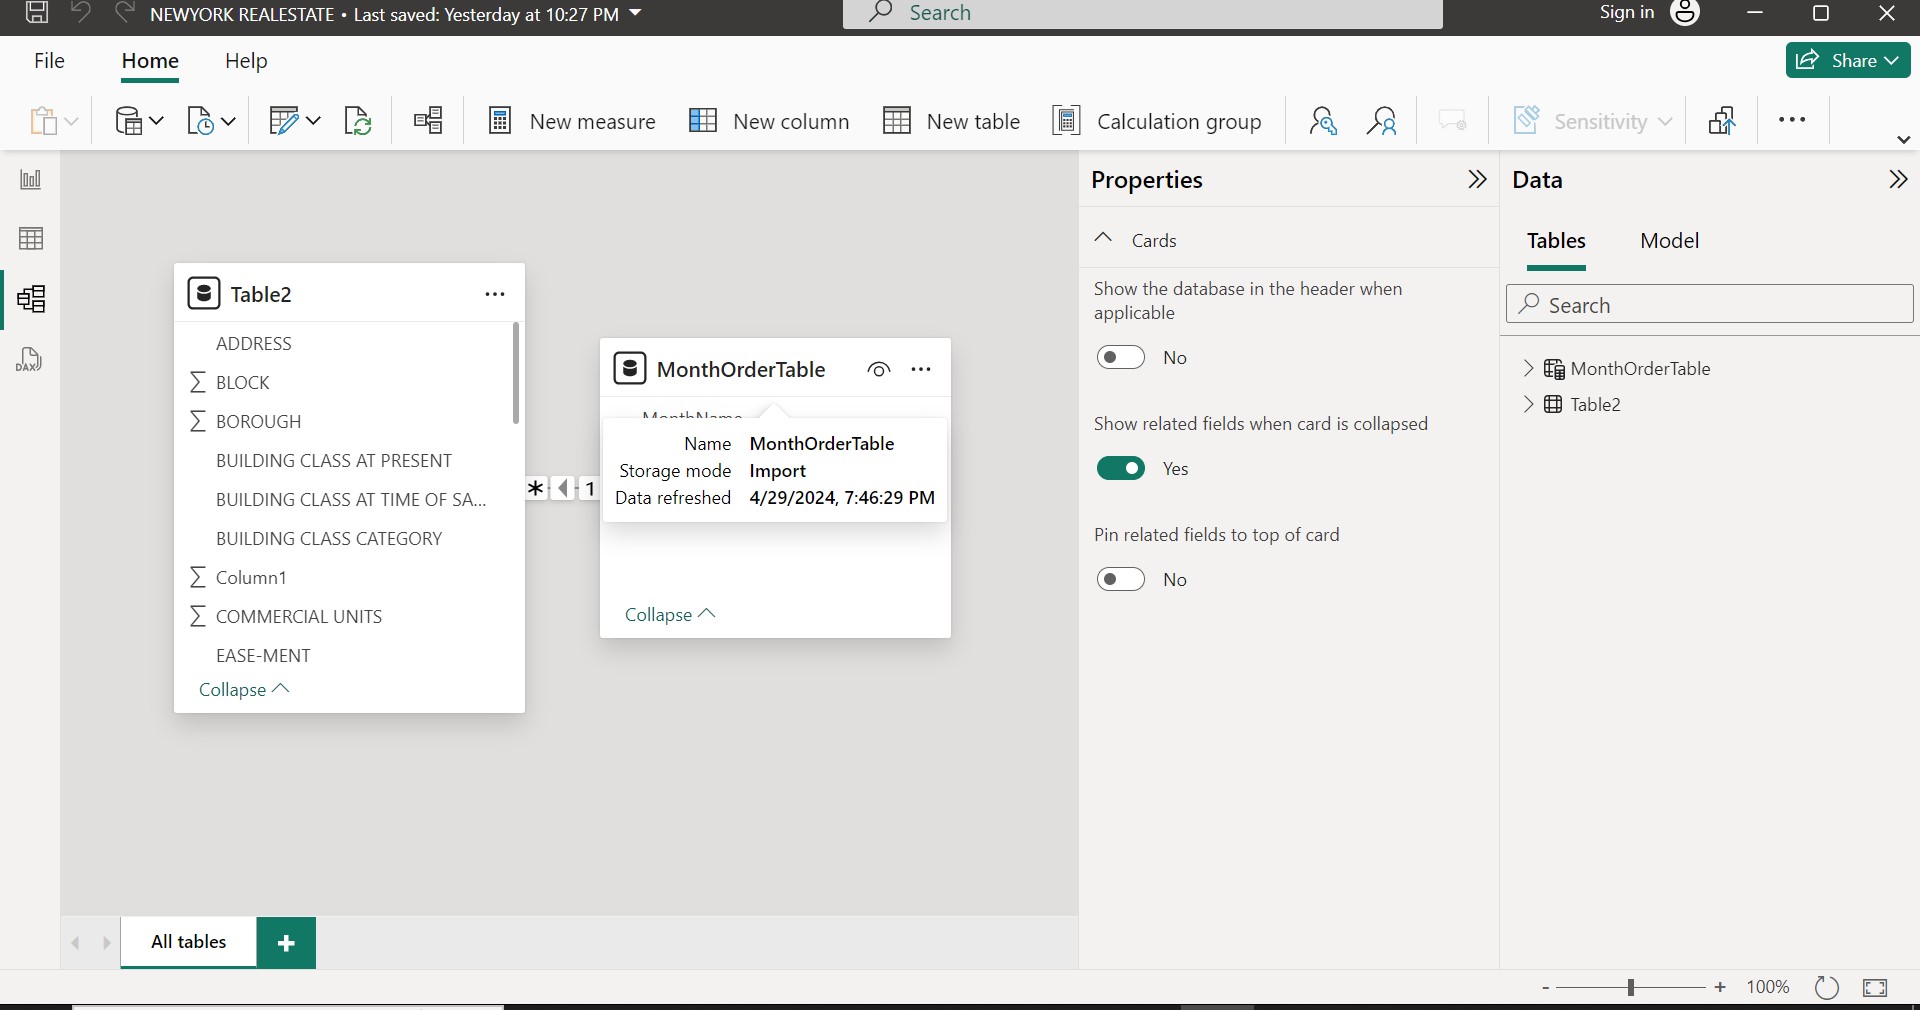 NEWYORK REALESTATE • Last saved: Yesterday at 10:27 PM
Search
Sign in
File
Home
Help
Share
New measure
New column
New table
Calculation group
Sensitivity
Properties
Data
Cards
Tables
Model
Show the database in the header when
applicable
No
Search
Show related fields when card is collapsed
Yes
Pin related fields to top of card
No
MonthOrderTable
Table2
Table2
ADDRESS
BLOCK
BOROUGH
BUILDING CLASS AT PRESENT
BUILDING CLASS AT TIME OF SA...
BUILDING CLASS CATEGORY
Column1
COMMERCIAL UNITS
EASE-MENT
Collapse
* 1
MonthOrderTable
MonthName
Name MonthOrderTable
Storage mode Import
Data refreshed 4/29/2024, 7:46:29 PM
Collapse
All tables
+
- + 100%
DAX